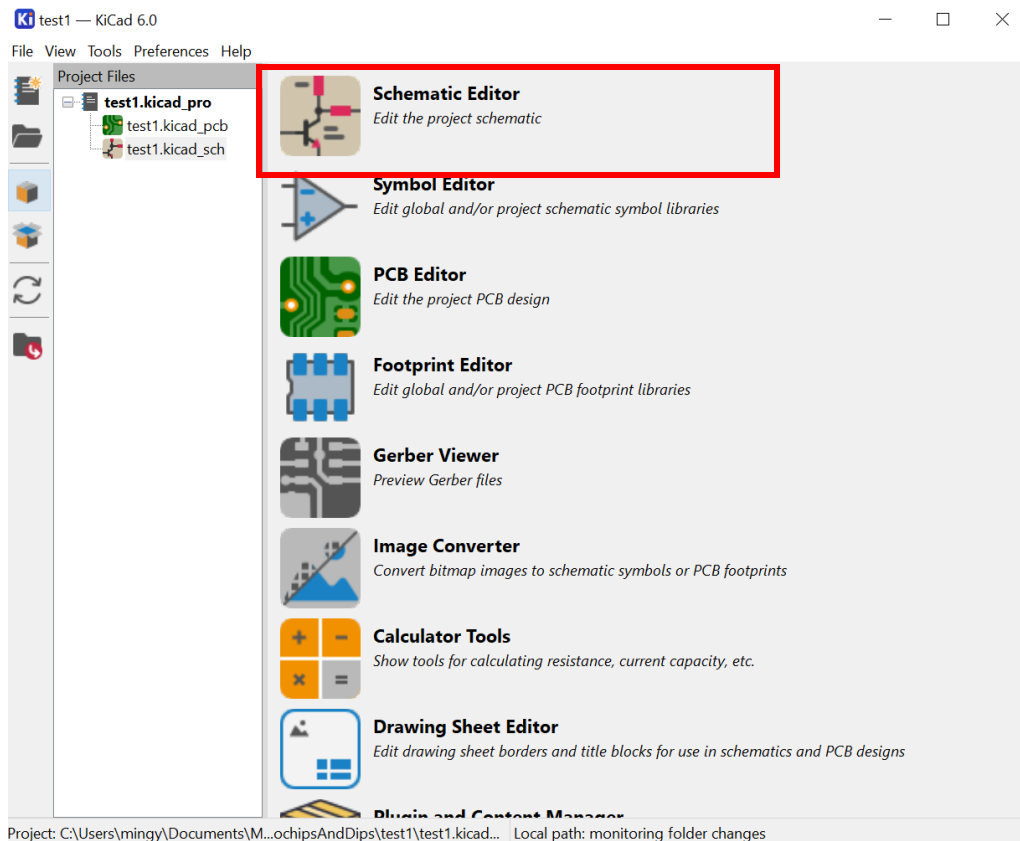 test1 — KiCad 6.0
File View Tools Preferences Help
Project Files
test1.kicad_pro
test1.kicad_pcb
test1.kicad_sch
Schematic Editor
Edit the project schematic
Symbol Editor
Edit global and/or project schematic symbol libraries
PCB Editor
Edit the project PCB design
Footprint Editor
Edit global and/or project PCB footprint libraries
Gerber Viewer
Preview Gerber files
Image Converter
Convert bitmap images to schematic symbols or PCB footprints
Calculator Tools
Show tools for calculating resistance, current capacity, etc.
Drawing Sheet Editor
Edit drawing sheet borders and title blocks for use in schematics and PCB designs
Plugin and Content Manager
Project: C:\Users\mingy\Documents\M...ochipsAndDips\test1\test1.kicad... Local path: monitoring folder changes